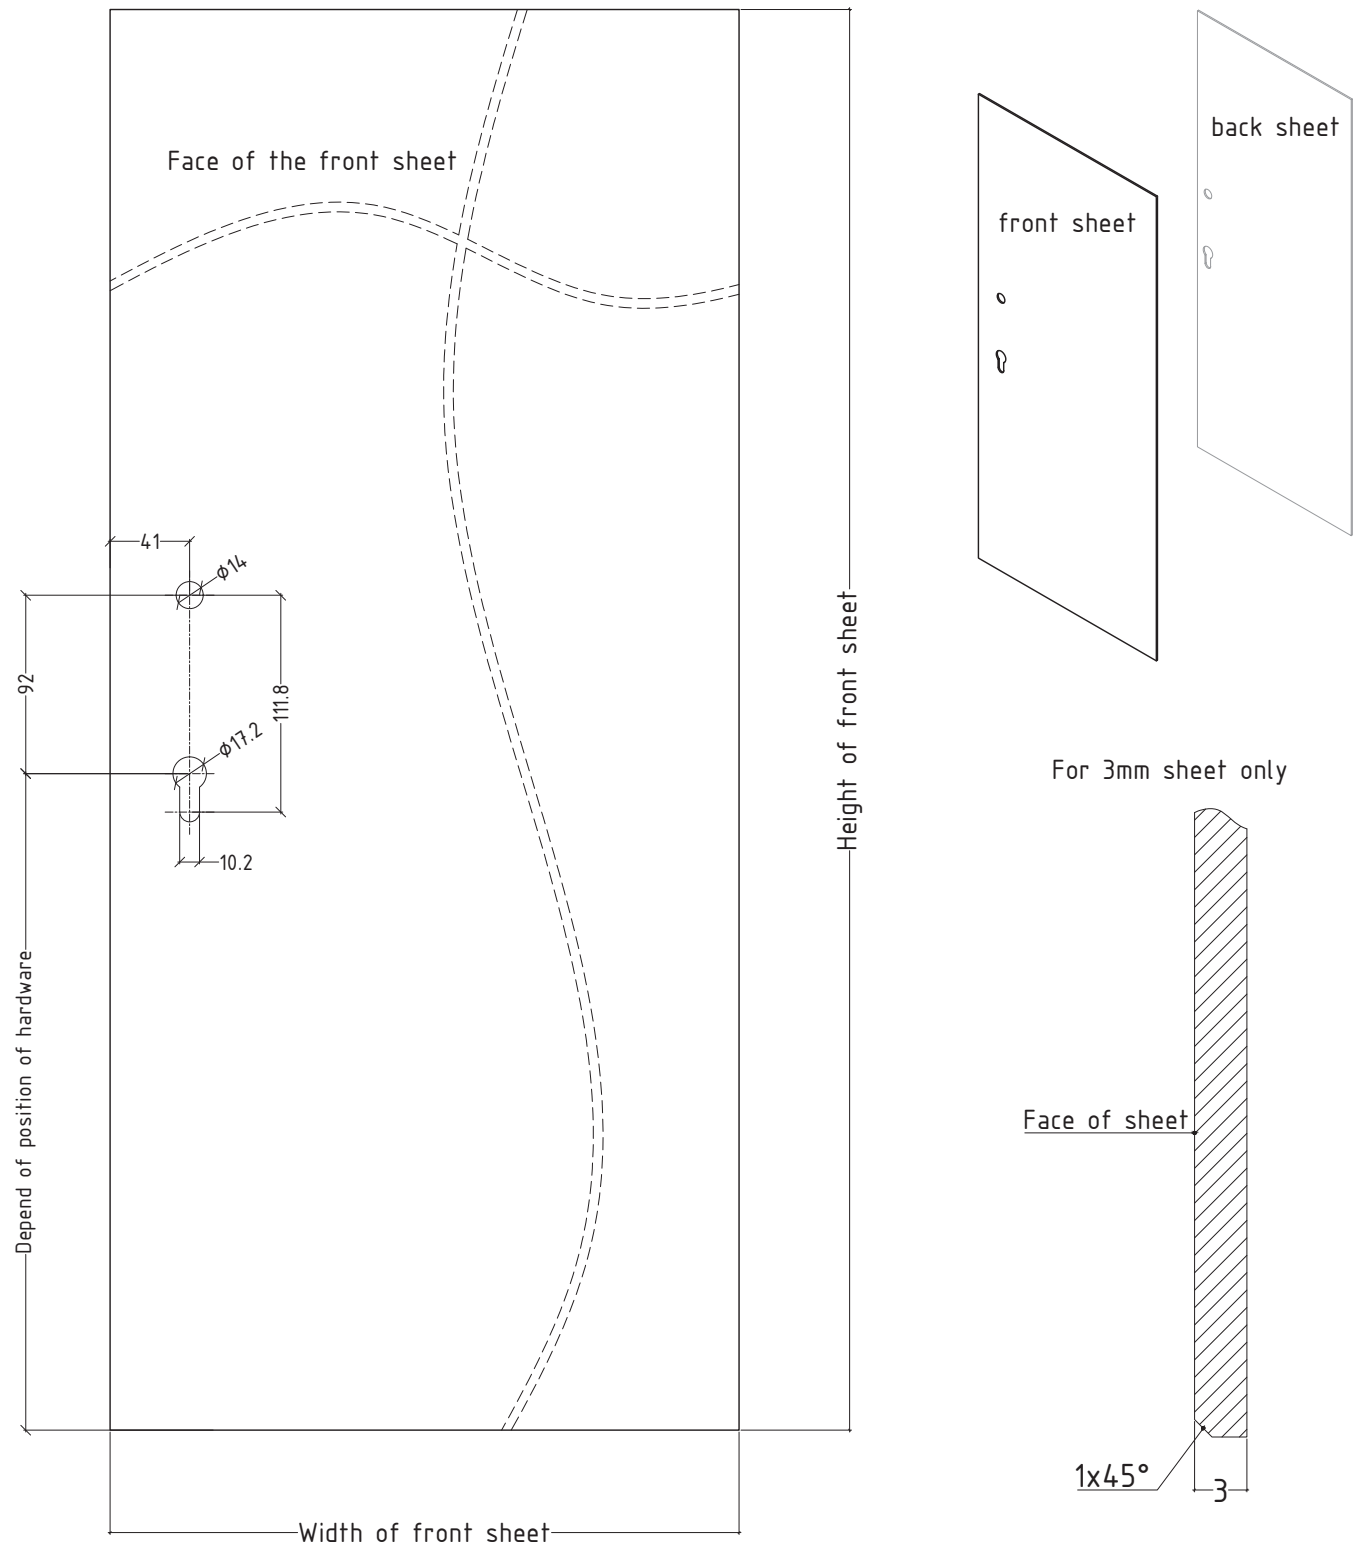 Face of the front sheet
back sheet
front sheet
41
ϕ14
92
111.8
ϕ17.2
10.2
Height of front sheet
For 3mm sheet only
Depend of position of hardware
Face of sheet
1x45°
3
Width of front sheet